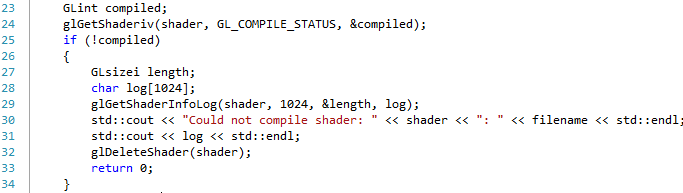 23 GLint compiled;
24 glGetShaderiv(shader, GL_COMPILE_STATUS, &compiled);
25 if (!compiled)
26 {
27 GLsizei length;
28 char log[1024];
29 glGetShaderInfoLog(shader, 1024, &length, log);
30 std::cout << "Could not compile shader: " << shader << ": " << filename << std::endl;
31 std::cout << log << std::endl;
32 glDeleteShader(shader);
33 return 0;
34 }